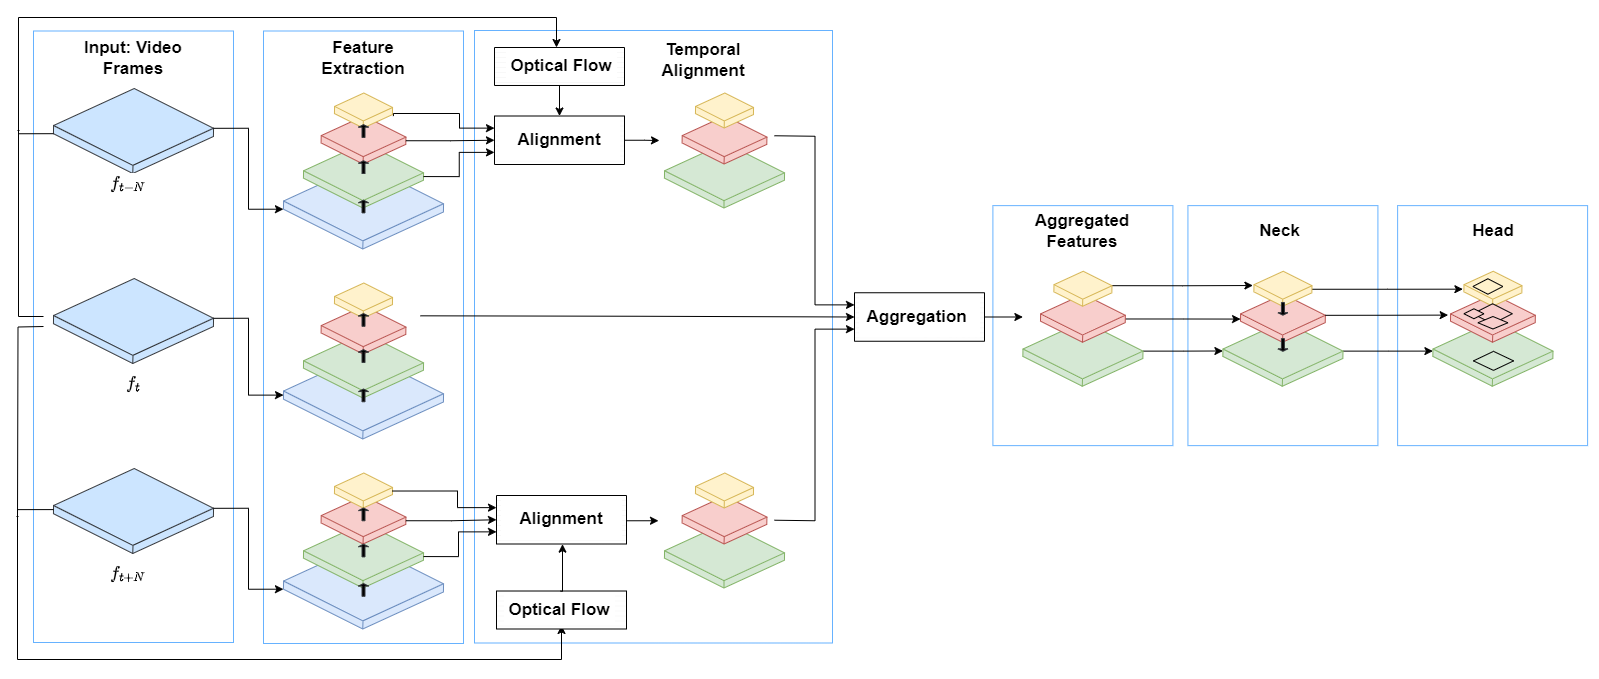 Input: Video
Frames
Feature
Extraction
Optical Flow
Temporal
Alignment
Alignment
f_{t-N}
Aggregated
Features
Neck
Head
Aggregation
f_t
Alignment
f_{t+N}
Optical Flow